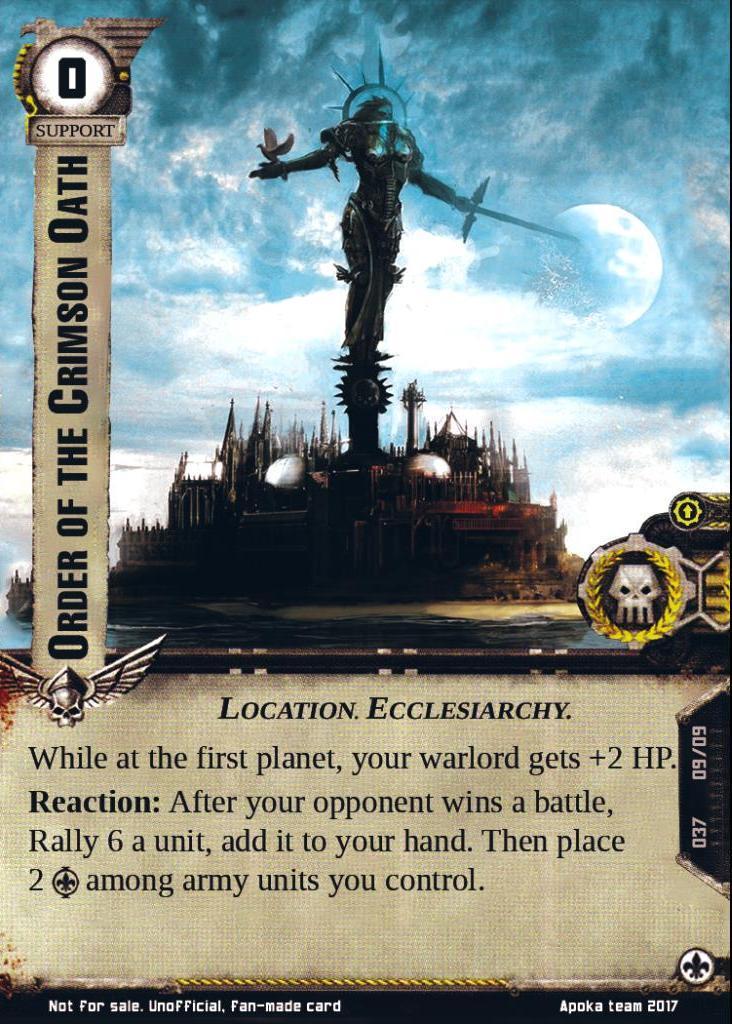 0
SUPPORT
ORDER OF THE CRIMSON OATH
LOCATION. ECCLESIARCHY.
While at the first planet, your warlord gets +2 HP.
Reaction: After your opponent wins a battle,
Rally 6 a unit, add it to your hand. Then place
2 among army units you control.
037 09/09
Not for sale. Unofficial, Fan-made card
Apoka team 2017